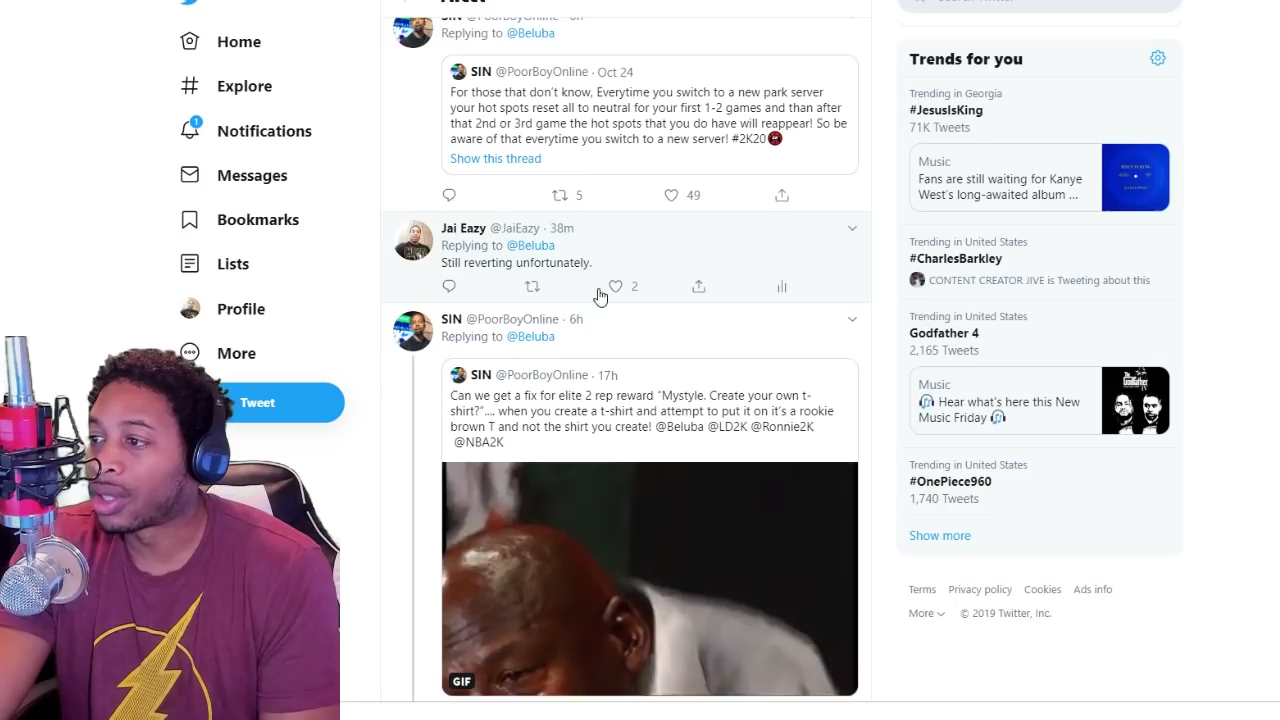 Home
Explore
1
Notifications
Messages
Bookmarks
Lists
Profile
More
Tweet
Tweet
SIN @PoorBoyOnline · 6h
Replying to @Beluba
SIN @PoorBoyOnline · Oct 24
For those that don't know, Everytime you switch to a new park server
your hot spots reset all to neutral for your first 1-2 games and than after
that 2nd or 3rd game the hot spots that you do have will reappear! So be
aware of that everytime you switch to a new server! #2K20
Show this thread
5
49
Jai Eazy @JaiEazy · 38m
Replying to @Beluba
Still reverting unfortunately.
2
SIN @PoorBoyOnline · 6h
Replying to @Beluba
SIN @PoorBoyOnline · 17h
Can we get a fix for elite 2 rep reward "Mystyle. Create your own t-
shirt?".... when you create a t-shirt and attempt to put it on it's a rookie
brown T and not the shirt you create! @Beluba @LD2K @Ronnie2K
@NBA2K
GIF
Search Twitter
Trends for you
Trending in Georgia
#JesusIsKing
71K Tweets
Music
Fans are still waiting for Kanye
West's long-awaited album ...
Trending in United States
#CharlesBarkley
CONTENT CREATOR JIVE is Tweeting about this
Trending in United States
Godfather 4
2,165 Tweets
Music
Hear what's here this New
Music Friday
Trending in United States
#OnePiece960
1,740 Tweets
Show more
Terms Privacy policy Cookies Ads info
More © 2019 Twitter, Inc.